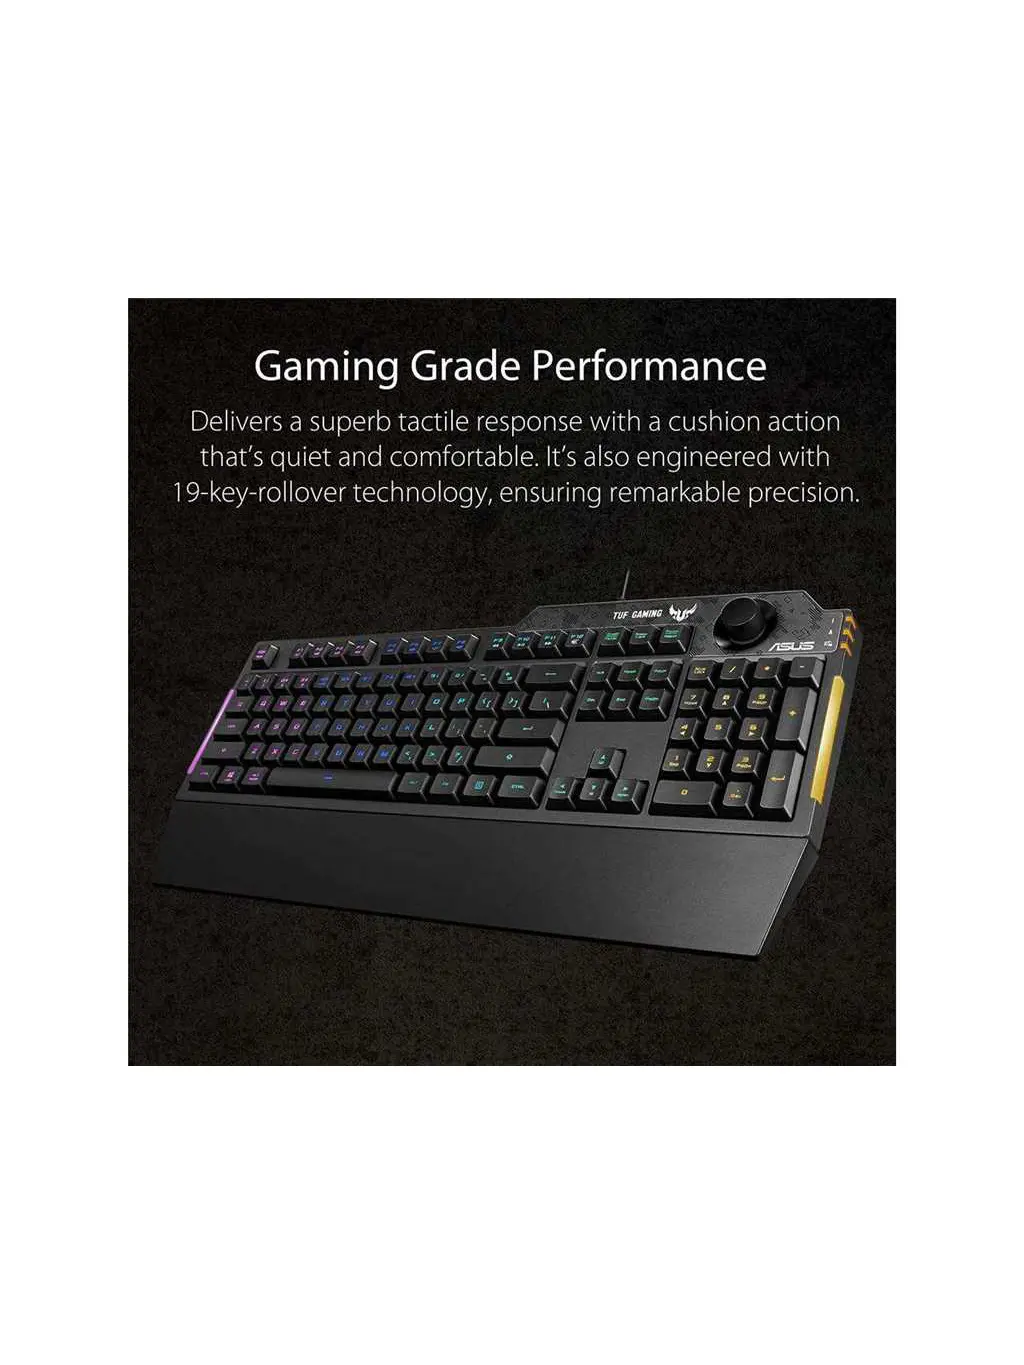 Gaming Grade Performance
Delivers a superb tactile response with a cushion action
that's quiet and comfortable. It's also engineered with
19-key-rollover technology, ensuring remarkable precision.
TUF GAMING
ASUS